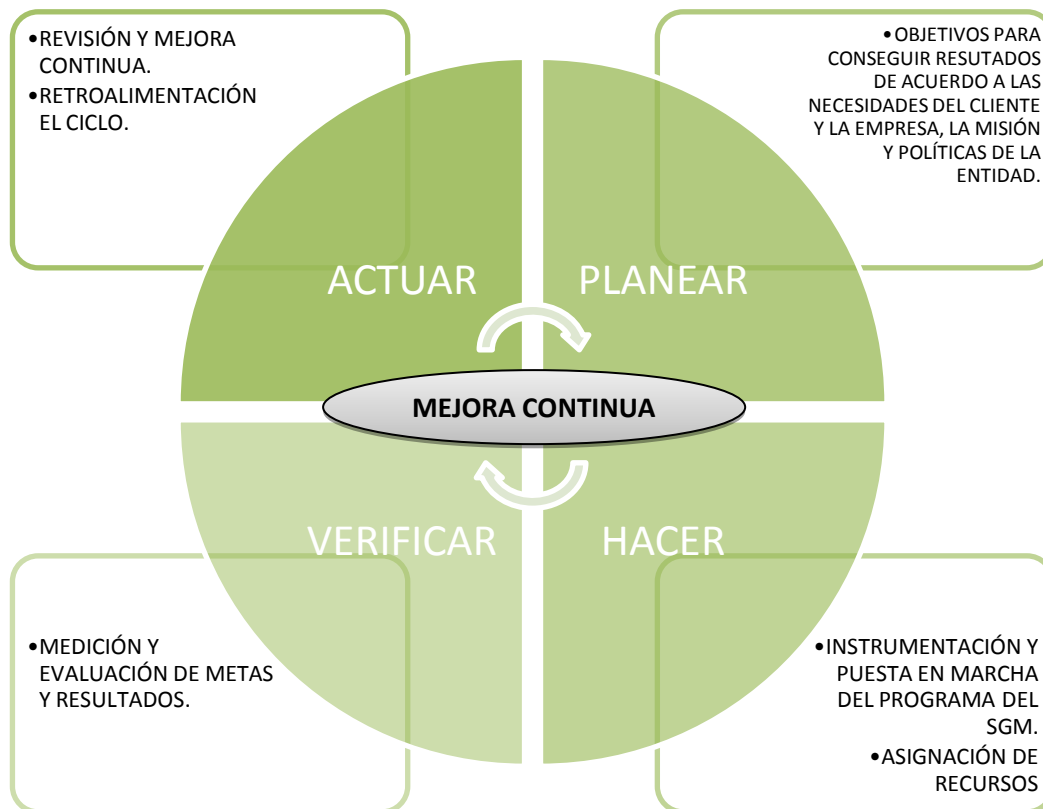 •REVISIÓN Y MEJORA
CONTINUA.
•RETROALIMENTACIÓN
EL CICLO.
•OBJETIVOS PARA
CONSEGUIR RESUTADOS
DE ACUERDO A LAS
NECESIDADES DEL CLIENTE
Y LA EMPRESA, LA MISIÓN
Y POLÍTICAS DE LA
ENTIDAD.
ACTUAR
PLANEAR
MEJORA CONTINUA
VERIFICAR
HACER
•MEDICIÓN Y
EVALUACIÓN DE METAS
Y RESULTADOS.
•INSTRUMENTACIÓN Y
PUESTA EN MARCHA
DEL PROGRAMA DEL
SGM.
•ASIGNACIÓN DE
RECURSOS